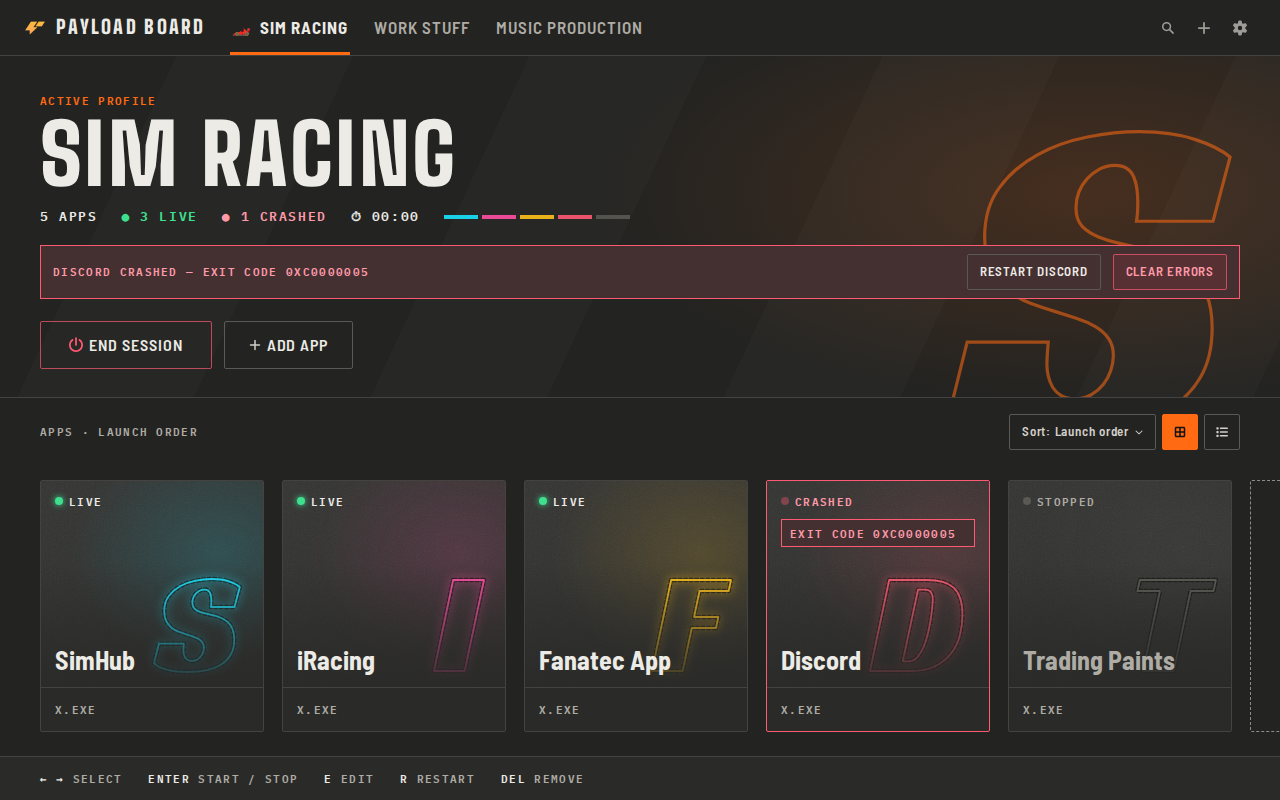 PAYLOAD BOARD
SIM RACING
WORK STUFF
MUSIC PRODUCTION
ACTIVE PROFILE
SIM RACING
5 APPS ● 3 LIVE ● 1 CRASHED ⏱ 00:00
S
DISCORD CRASHED — EXIT CODE 0XC0000005
RESTART DISCORD
CLEAR ERRORS
END SESSION
+ ADD APP
APPS · LAUNCH ORDER
Sort: Launch order
LIVE
S
SimHub
X.EXE
LIVE
I
iRacing
X.EXE
LIVE
F
Fanatec App
X.EXE
CRASHED
EXIT CODE 0XC0000005
D
Discord
X.EXE
STOPPED
T
Trading Paints
X.EXE
← → SELECT ENTER START / STOP E EDIT R RESTART DEL REMOVE